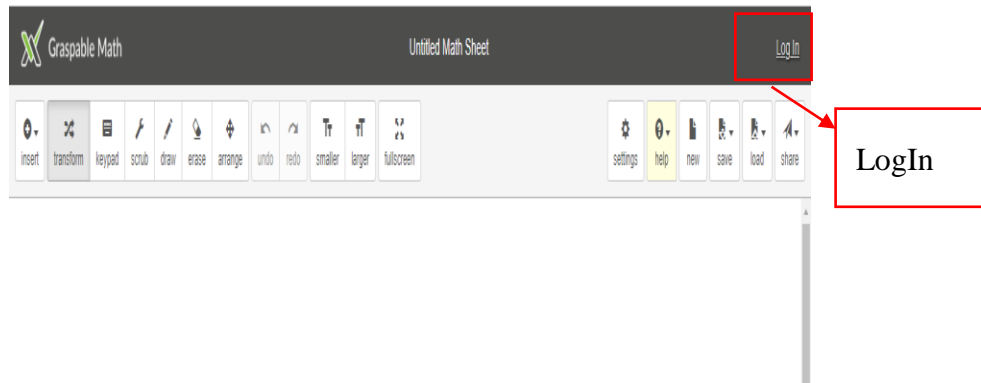 Graspable Math Untitled Math Sheet Log In
insert transform keypad scrub draw erase arrange undo redo smaller larger fullscreen settings help new save load share
LogIn